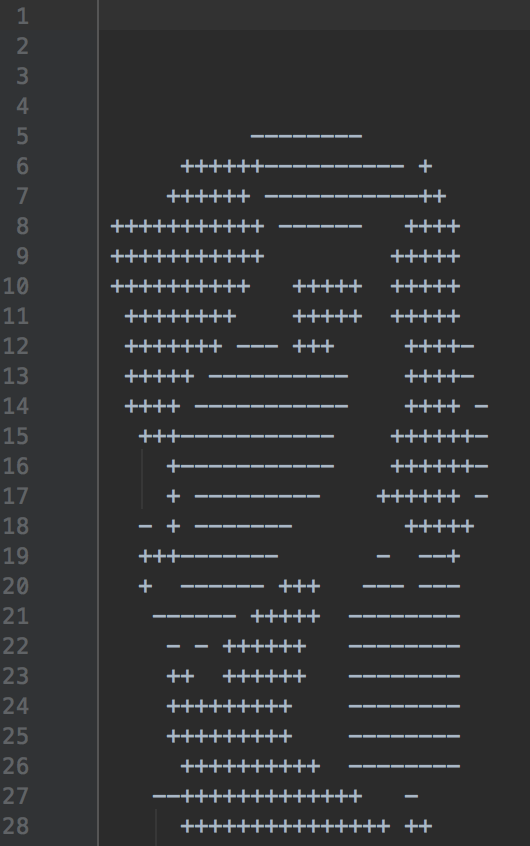 1
2
3
4
5            --------
6       ++++++---------- +
7      ++++++ -----------++
8  +++++++++++ ------   ++++
9  +++++++++++         +++++
10  ++++++++++   +++++  +++++
11   ++++++++    +++++  +++++
12   +++++++ --- +++     ++++-
13   +++++ ----------    ++++-
14   ++++ -----------    ++++ -
15    +++-----------    ++++++-
16      +-----------    ++++++-
17      + ---------    ++++++ -
18    - + -------        +++++
19    +++-------       -  --+
20    +  ------ +++   --- ---
21     ------ +++++  --------
22      - - ++++++   --------
23      ++  ++++++   --------
24      +++++++++    --------
25      +++++++++    --------
26       ++++++++++  --------
27     --+++++++++++++   -
28       +++++++++++++++ ++